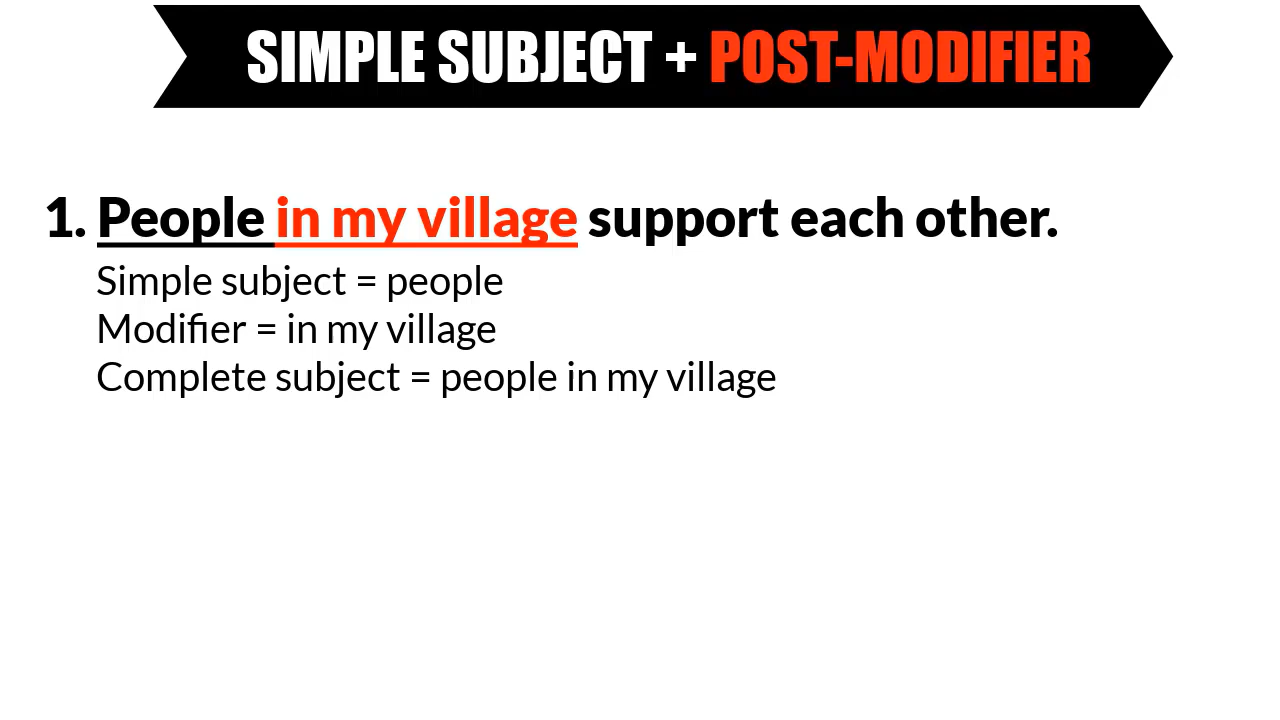 SIMPLE SUBJECT + POST-MODIFIER
1. People in my village support each other.
Simple subject = people
Modifier = in my village
Complete subject = people in my village